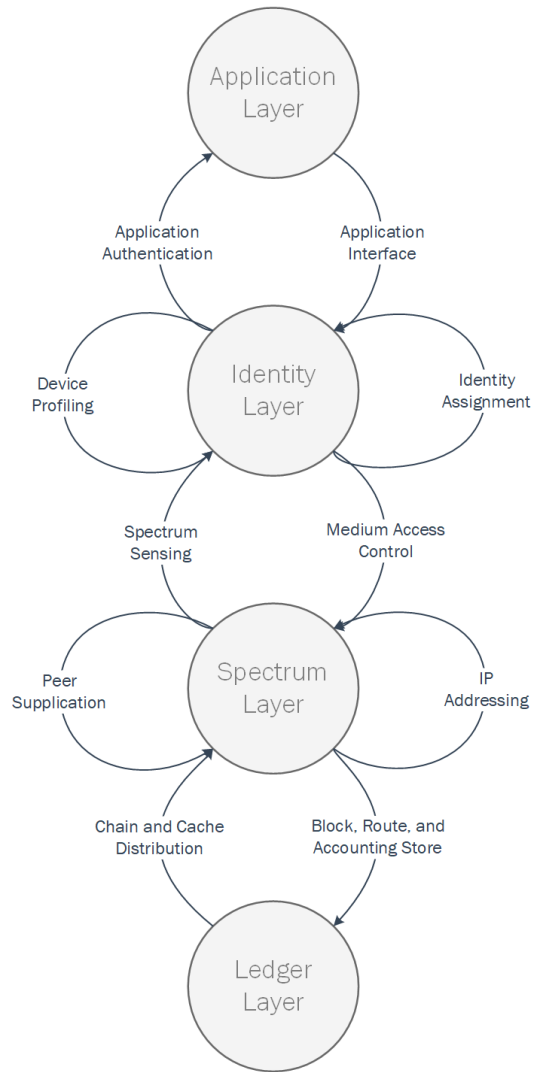 Application
Layer
Application
Authentication
Application
Interface
Identity
Layer
Device
Profiling
Identity
Assignment
Spectrum
Sensing
Medium Access
Control
Spectrum
Layer
Peer
Supplication
IP
Addressing
Chain and Cache
Distribution
Block, Route, and
Accounting Store
Ledger
Layer